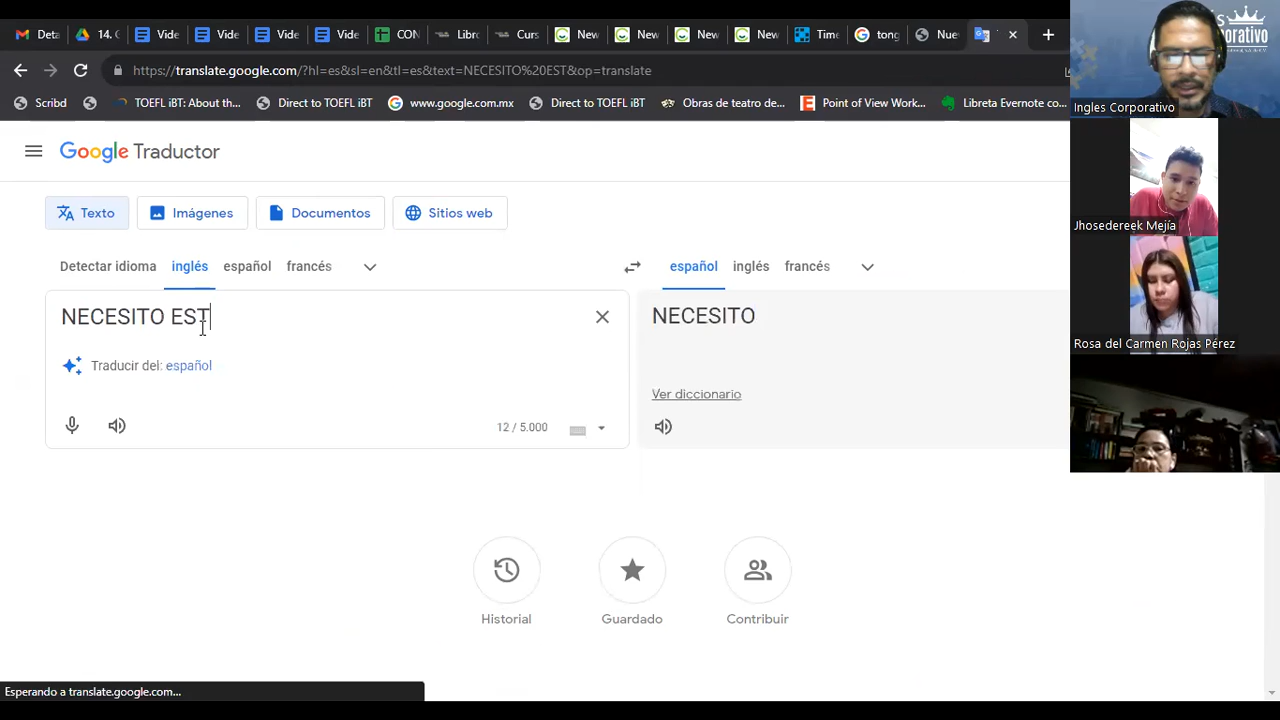 Deta
14. C
Vide
Vide
Vide
Vide
CON
Libre
Curs
New
New
New
New
Time
tong
Nue
https://translate.google.com/?hl=es&sl=en&tl=es&text=NECESITO%20EST&op=translate
Scribd
TOEFL iBT: About th...
Direct to TOEFL iBT
www.google.com.mx
Direct to TOEFL iBT
Obras de teatro de...
Point of View Work...
Libreta Evernote co...
Google Traductor
Texto
Imágenes
Documentos
Sitios web
Detectar idioma
inglés
español
francés
español
inglés
francés
NECESITO EST
NECESITO
Traducir del: español
Ver diccionario
12 / 5.000
Historial
Guardado
Contribuir
Esperando a translate.google.com...
Ingles Corporativo
Jhosedereek Mejía
Rosa del Carmen Rojas Pérez